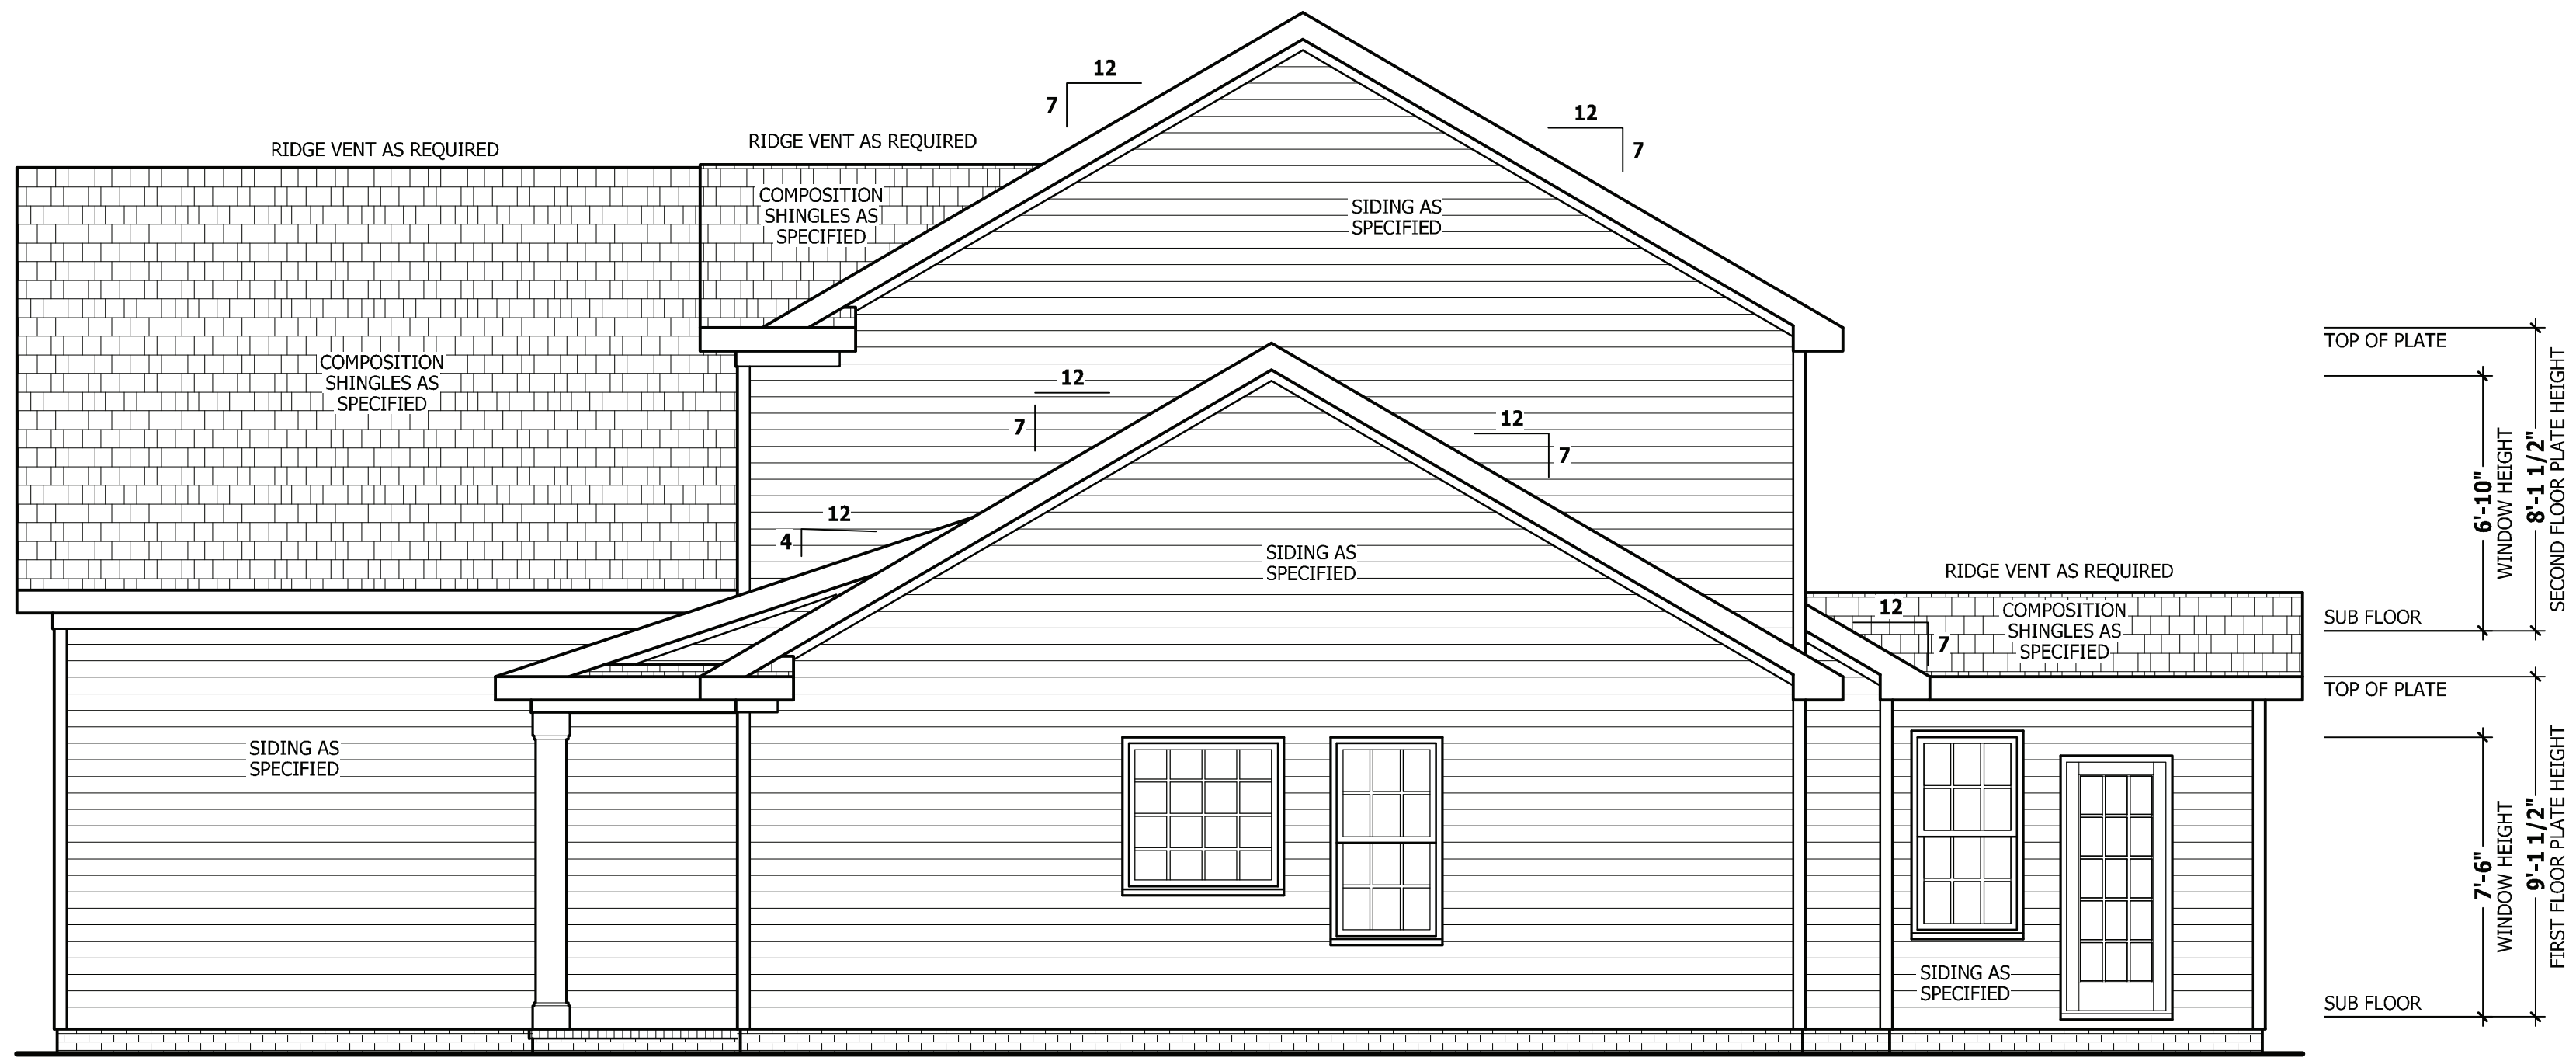 12
7
12
7
RIDGE VENT AS REQUIRED
RIDGE VENT AS REQUIRED
COMPOSITION
SHINGLES AS
SPECIFIED
SIDING AS
SPECIFIED
COMPOSITION
SHINGLES AS
SPECIFIED
12
7
12
7
12
4
SIDING AS
SPECIFIED
RIDGE VENT AS REQUIRED
12
7
COMPOSITION
SHINGLES AS
SPECIFIED
SIDING AS
SPECIFIED
SIDING AS
SPECIFIED
TOP OF PLATE
6'-10"
WINDOW HEIGHT
8'-1 1/2"
SECOND FLOOR PLATE HEIGHT
SUB FLOOR
TOP OF PLATE
7'-6"
WINDOW HEIGHT
9'-1 1/2"
FIRST FLOOR PLATE HEIGHT
SUB FLOOR